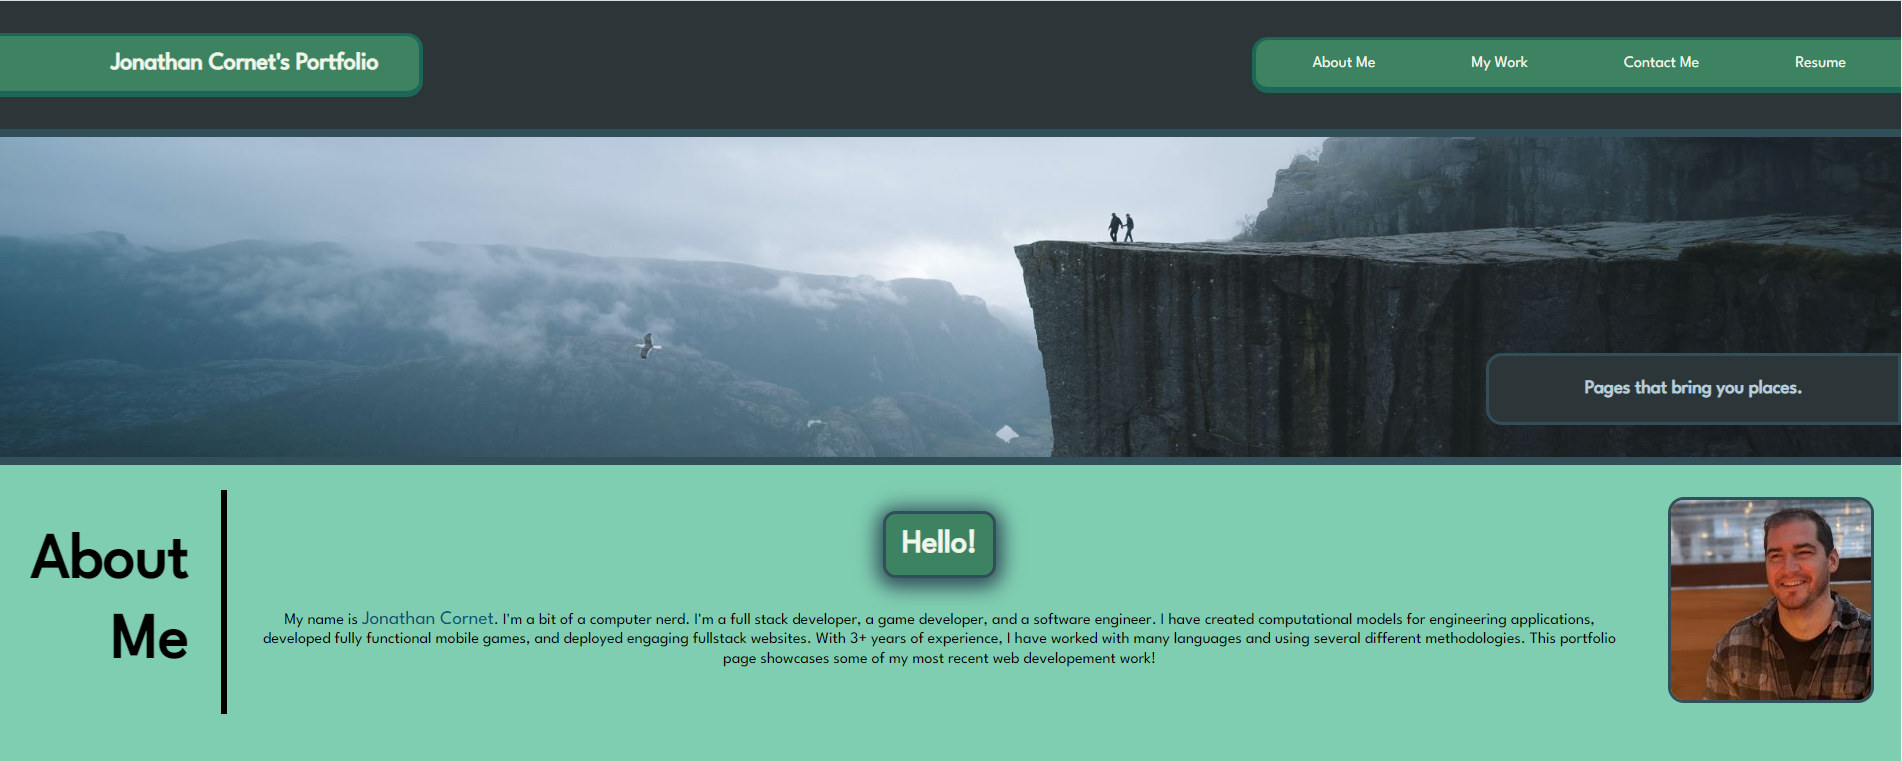 Jonathan Cornet's Portfolio
About Me
My Work
Contact Me
Resume
Pages that bring you places.
About
Me
Hello!
My name is Jonathan Cornet. I'm a bit of a computer nerd. I'm a full stack developer, a game developer, and a software engineer. I have created computational models for engineering applications,
developed fully functional mobile games, and deployed engaging fullstack websites. With 3+ years of experience, I have worked with many languages and using several different methodologies. This portfolio
page showcases some of my most recent web developement work!